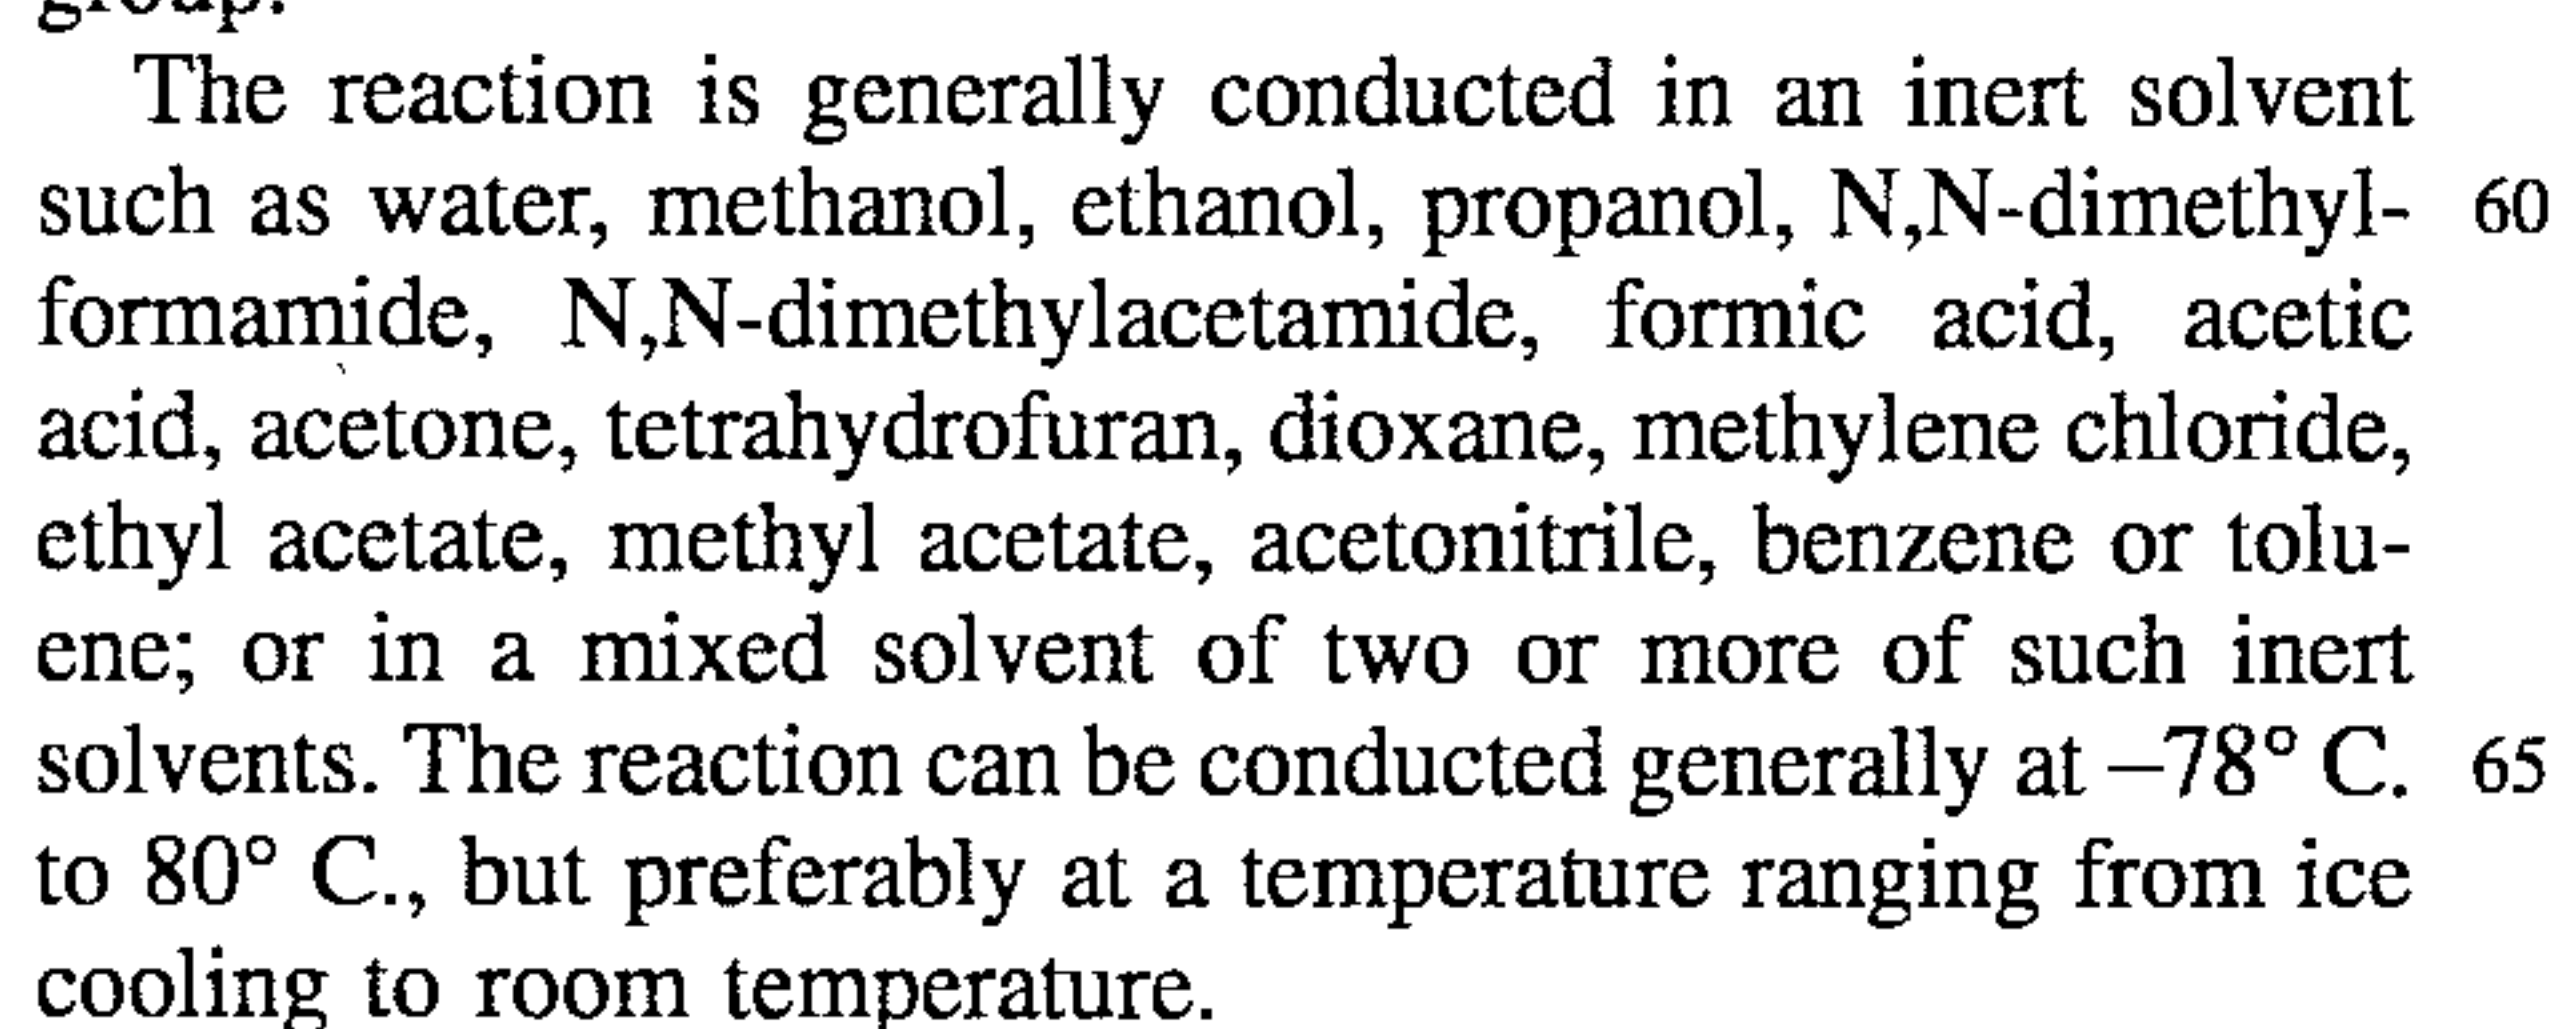 group.
The reaction is generally conducted in an inert solvent
such as water, methanol, ethanol, propanol, N,N-dimethyl- 60
formamide, N,N-dimethylacetamide, formic acid, acetic
acid, acetone, tetrahydrofuran, dioxane, methylene chloride,
ethyl acetate, methyl acetate, acetonitrile, benzene or tolu-
ene; or in a mixed solvent of two or more of such inert
solvents. The reaction can be conducted generally at –78° C. 65
to 80° C., but preferably at a temperature ranging from ice
cooling to room temperature.